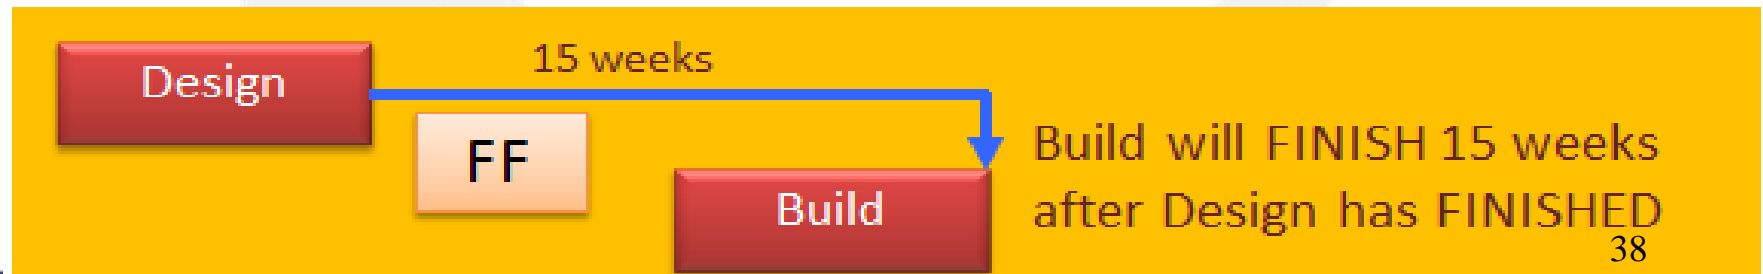 Design
15 weeks
FF
Build
Build will FINISH 15 weeks
after Design has FINISHED
38